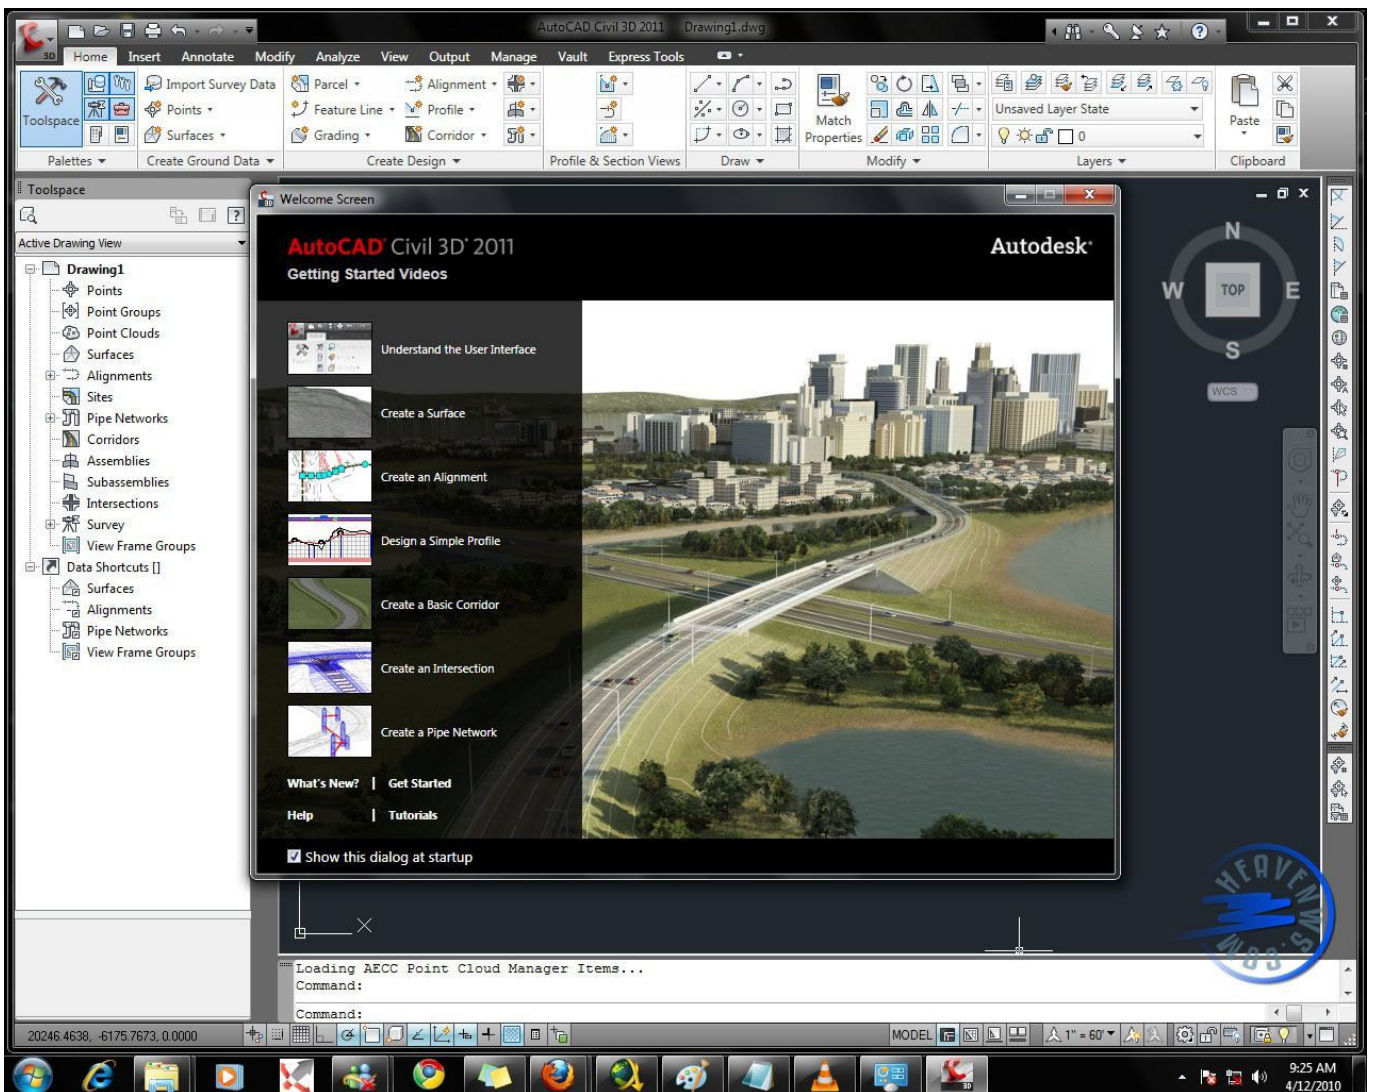 AutoCAD Civil 3D 2011 Drawing1.dwg
3D
Home Insert Annotate Modify Analyze View Output Manage Vault Express Tools
Toolspace
Import Survey Data
Points
Surfaces
Parcel
Feature Line
Grading
Alignment
Profile
Corridor
Match
Properties
Unsaved Layer State
0
Paste
Palettes Create Ground Data Create Design Profile & Section Views Draw Modify Layers Clipboard
Toolspace
Active Drawing View
Drawing1
Points
Point Groups
Point Clouds
Surfaces
Alignments
Sites
Pipe Networks
Corridors
Assemblies
Subassemblies
Intersections
Survey
View Frame Groups
Data Shortcuts []
Surfaces
Alignments
Pipe Networks
View Frame Groups
Welcome Screen
AutoCAD Civil 3D 2011
Getting Started Videos
Autodesk
Understand the User Interface
Create a Surface
Create an Alignment
Design a Simple Profile
Create a Basic Corridor
Create an Intersection
Create a Pipe Network
What's New? | Get Started
Help | Tutorials
Show this dialog at startup
N
W TOP E
S
WCS
X
HEAVENWS.COM
Loading AECC Point Cloud Manager Items...
Command:
Command:
20246.4638, -6175.7673, 0.0000
MODEL
1" = 60'
9:25 AM
4/12/2010